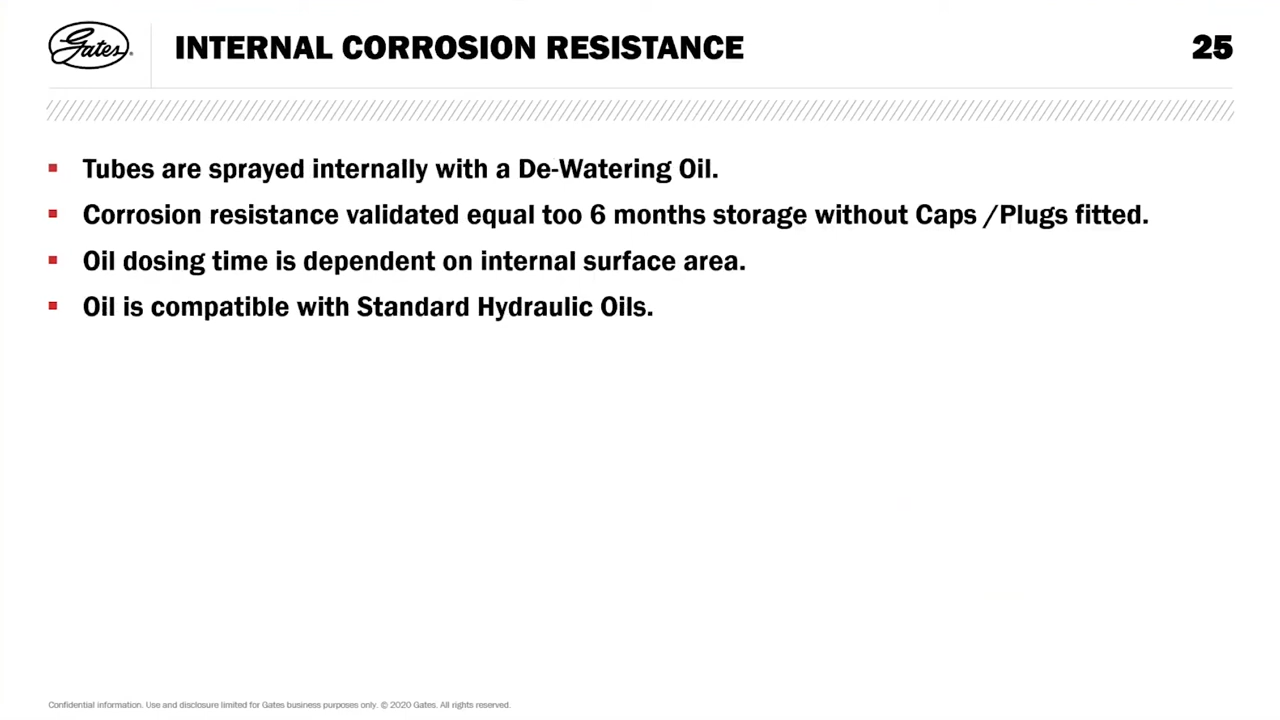 Gates
INTERNAL CORROSION RESISTANCE
25
Tubes are sprayed internally with a De-Watering Oil.
Corrosion resistance validated equal too 6 months storage without Caps /Plugs fitted.
Oil dosing time is dependent on internal surface area.
Oil is compatible with Standard Hydraulic Oils.
Confidential information. Use and disclosure limited for Gates business purposes only. © 2020 Gates. All rights reserved.